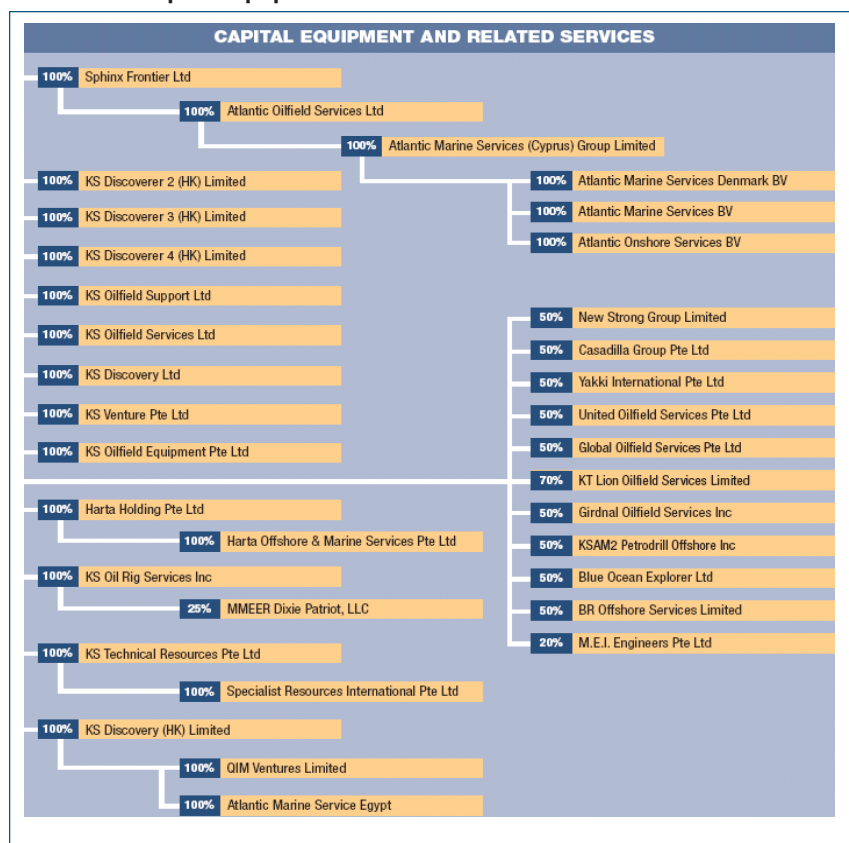 CAPITAL EQUIPMENT AND RELATED SERVICES
100% Sphinx Frontier Ltd
100% Atlantic Oilfield Services Ltd
100% Atlantic Marine Services (Cyprus) Group Limited
100% Atlantic Marine Services Denmark BV
100% Atlantic Marine Services BV
100% Atlantic Onshore Services BV
100% KS Discoverer 2 (HK) Limited
100% KS Discoverer 3 (HK) Limited
100% KS Discoverer 4 (HK) Limited
100% KS Oilfield Support Ltd
100% KS Oilfield Services Ltd
100% KS Discovery Ltd
100% KS Venture Pte Ltd
100% KS Oilfield Equipment Pte Ltd
50% New Strong Group Limited
50% Casadilla Group Pte Ltd
50% Yakki International Pte Ltd
50% United Oilfield Services Pte Ltd
50% Global Oilfield Services Pte Ltd
70% KT Lion Oilfield Services Limited
50% Girdnal Oilfield Services Inc
50% KSAM2 Petrodrill Offshore Inc
50% Blue Ocean Explorer Ltd
50% BR Offshore Services Limited
20% M.E.I. Engineers Pte Ltd
100% Harta Holding Pte Ltd
100% Harta Offshore & Marine Services Pte Ltd
100% KS Oil Rig Services Inc
25% MMEER Dixie Patriot, LLC
100% KS Technical Resources Pte Ltd
100% Specialist Resources International Pte Ltd
100% KS Discovery (HK) Limited
100% QIM Ventures Limited
100% Atlantic Marine Service Egypt